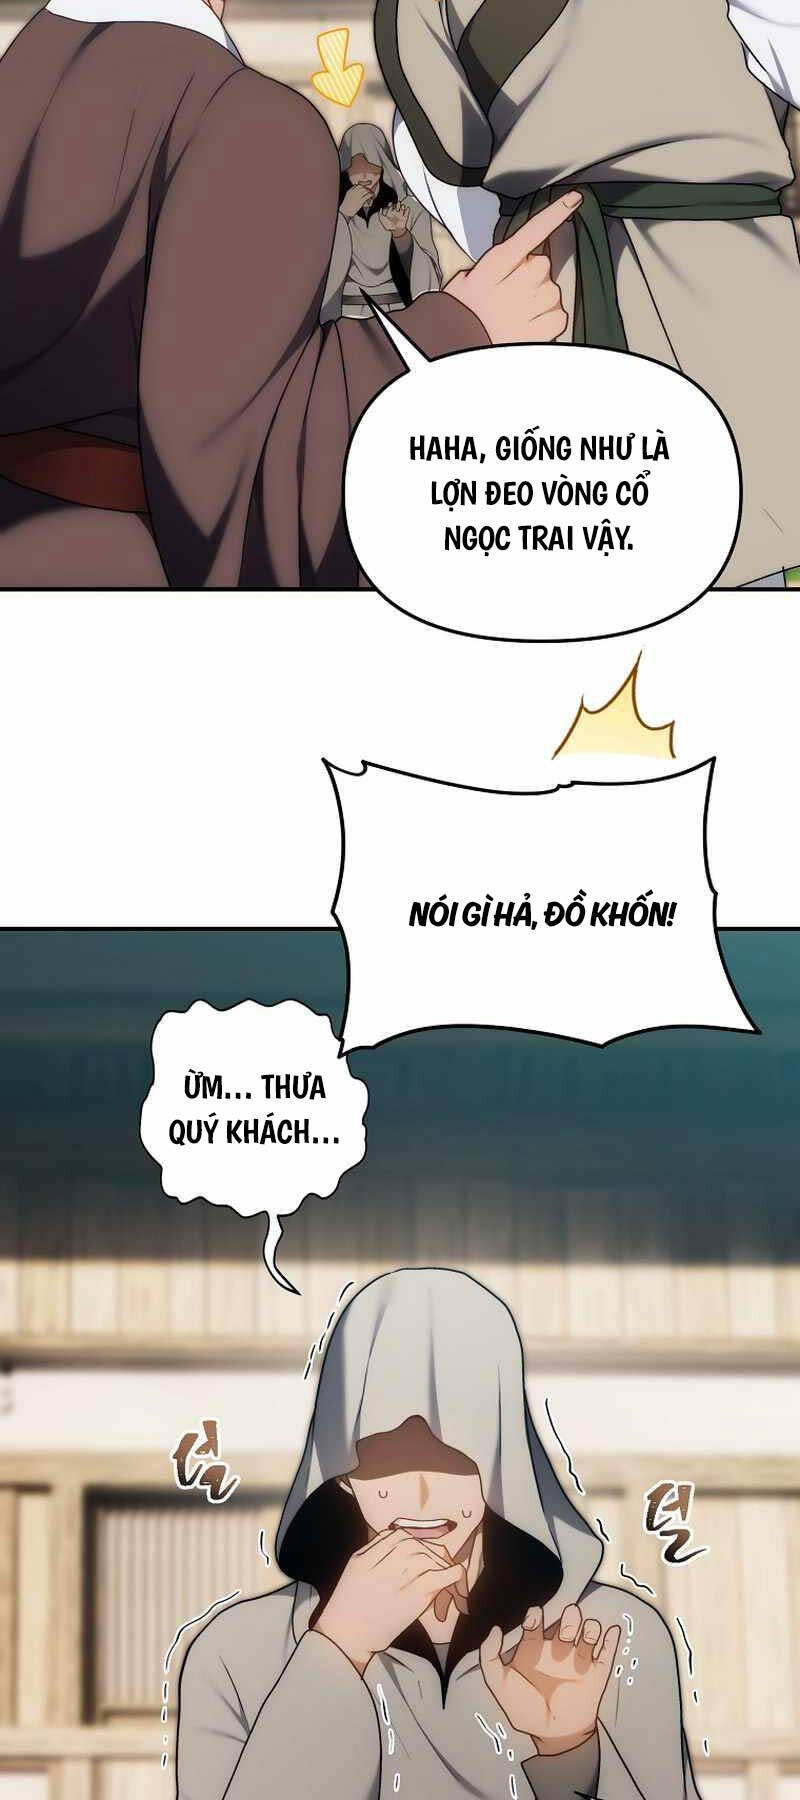 HAHA, GIỐNG NHƯ LÀ
LỢN ĐEO VÒNG CỔ
NGỌC TRAI VẬY.
NÓI GÌ HẢ, ĐỒ KHỐN!
ỪM... THƯA
QUÝ KHÁCH...
덜
덜